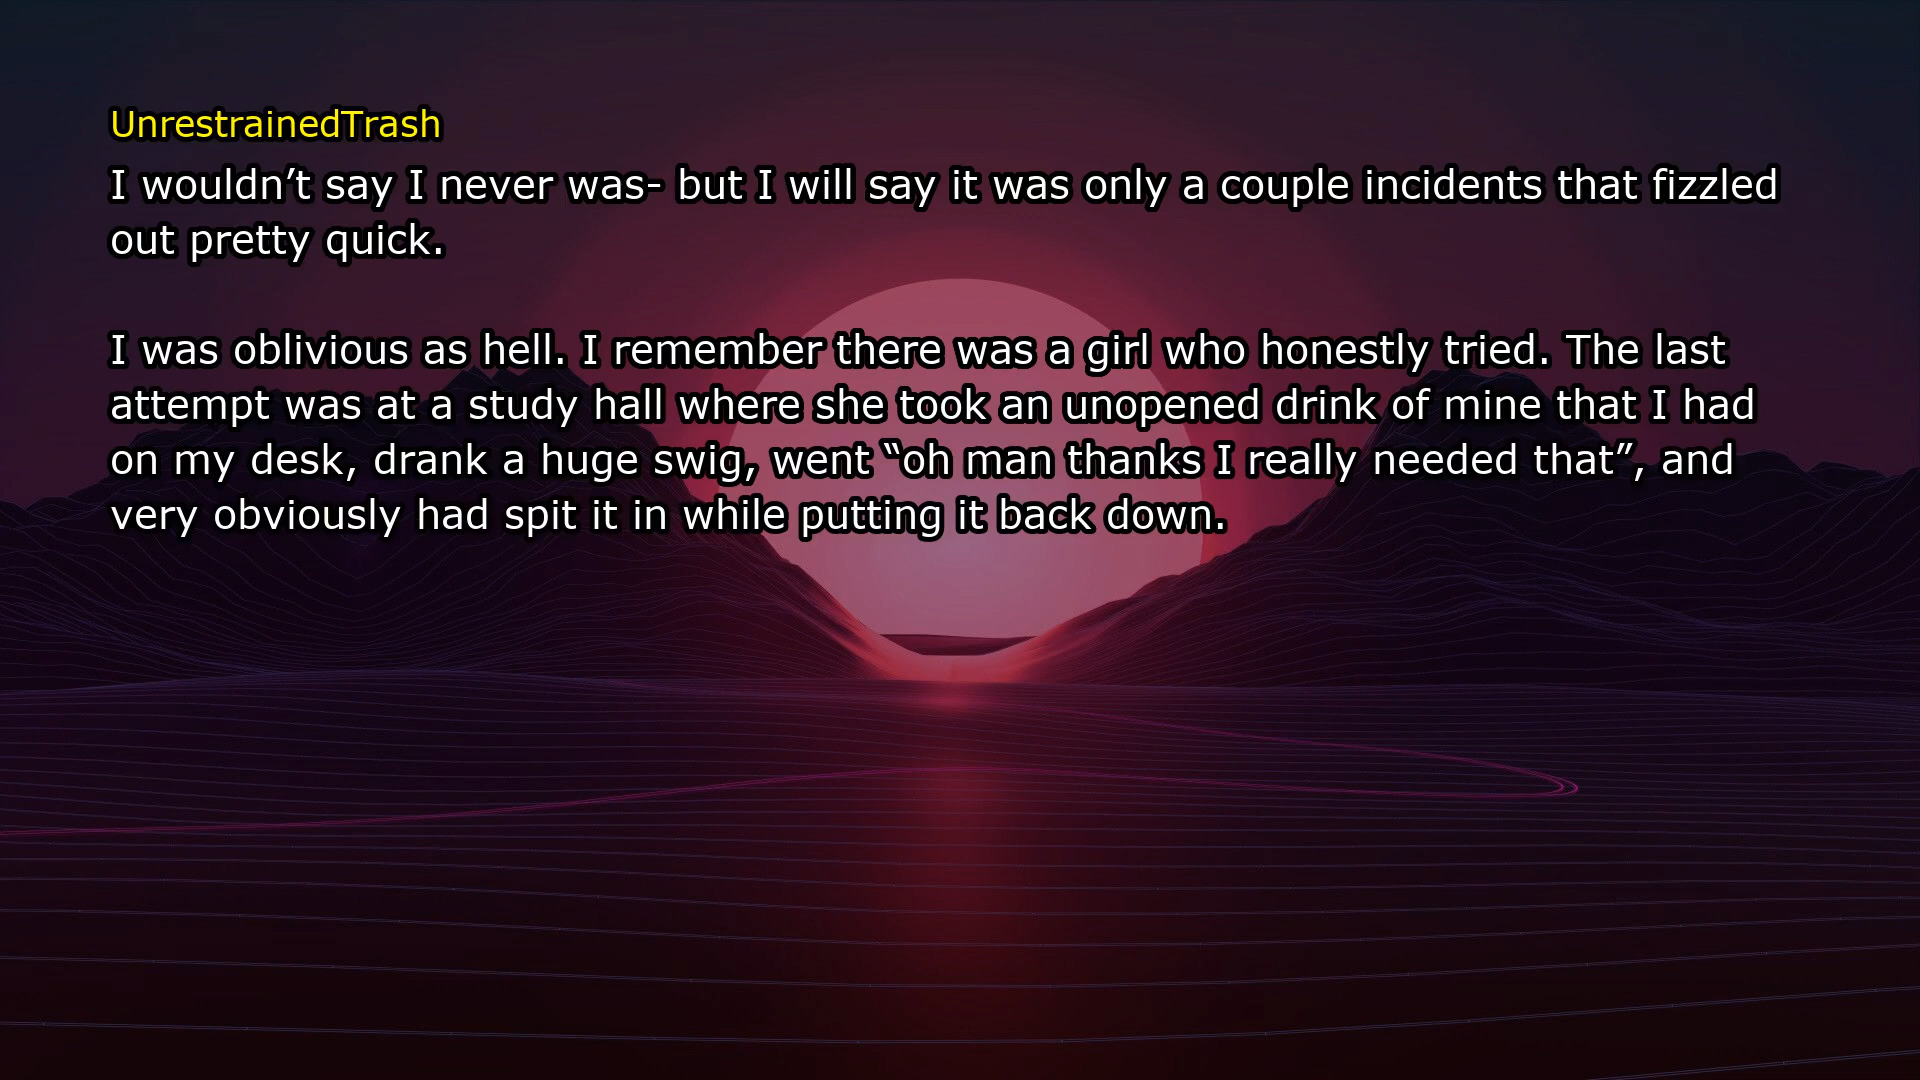 UnrestrainedTrash
I wouldn’t say I never was- but I will say it was only a couple incidents that fizzled
out pretty quick.
I was oblivious as hell. I remember there was a girl who honestly tried. The last
attempt was at a study hall where she took an unopened drink of mine that I had
on my desk, drank a huge swig, went “oh man thanks I really needed that”, and
very obviously had spit it in while putting it back down.